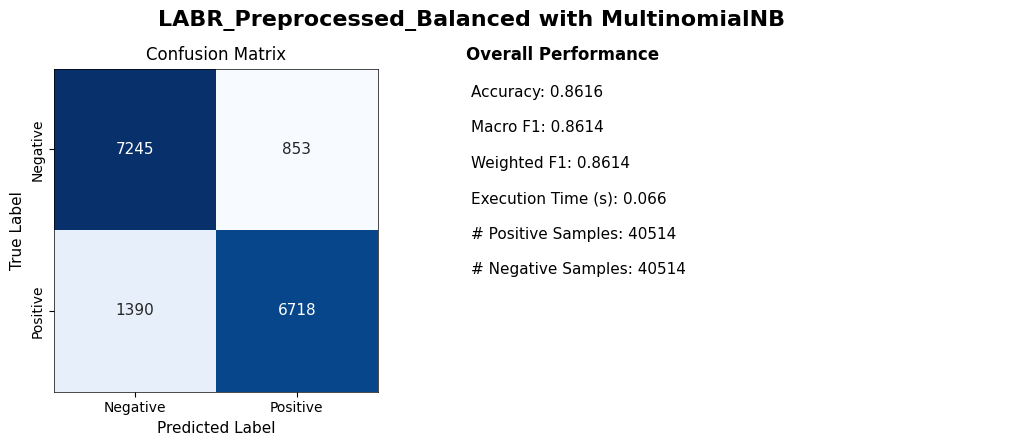 LABR_Preprocessed_Balanced with MultinomialNB
Confusion Matrix
True Label
Negative
Positive
7245
853
1390
6718
Negative
Positive
Predicted Label
Overall Performance
Accuracy: 0.8616
Macro F1: 0.8614
Weighted F1: 0.8614
Execution Time (s): 0.066
# Positive Samples: 40514
# Negative Samples: 40514